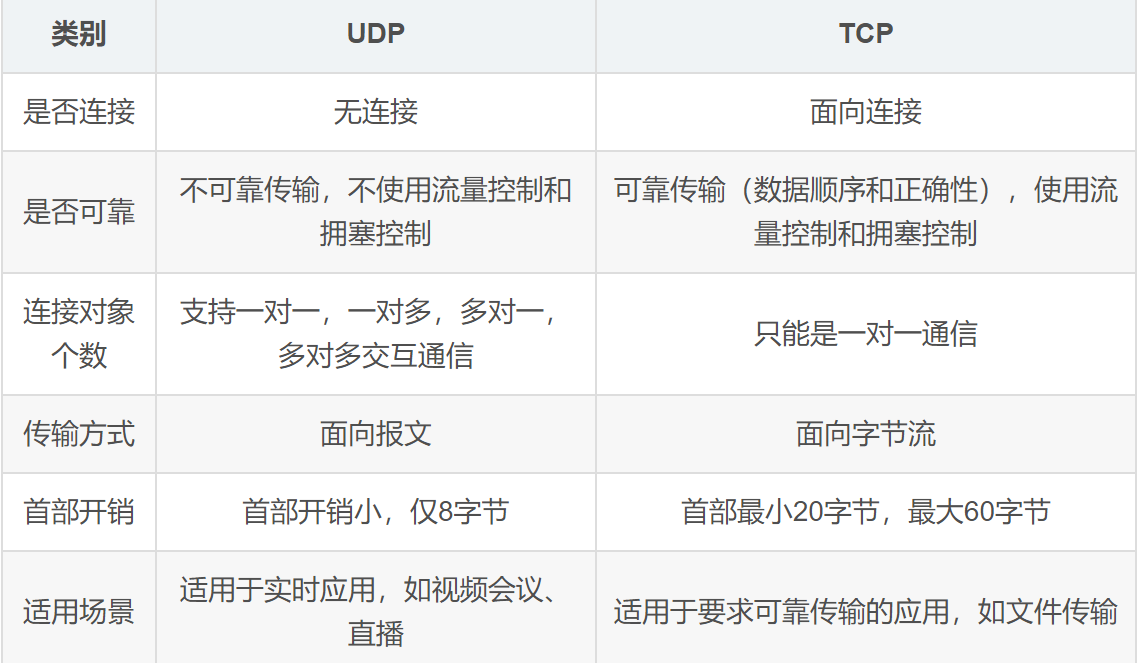 类别 UDP TCP
是否连接 无连接 面向连接
是否可靠 不可靠传输，不使用流量控制和
拥塞控制 可靠传输（数据顺序和正确性），使用流
量控制和拥塞控制
连接对象
个数 支持一对一，一对多，多对一，
多对多交互通信 只能是一对一通信
传输方式 面向报文 面向字节流
首部开销 首部开销小，仅8字节 首部最小20字节，最大60字节
适用场景 适用于实时应用，如视频会议、
直播 适用于要求可靠传输的应用，如文件传输